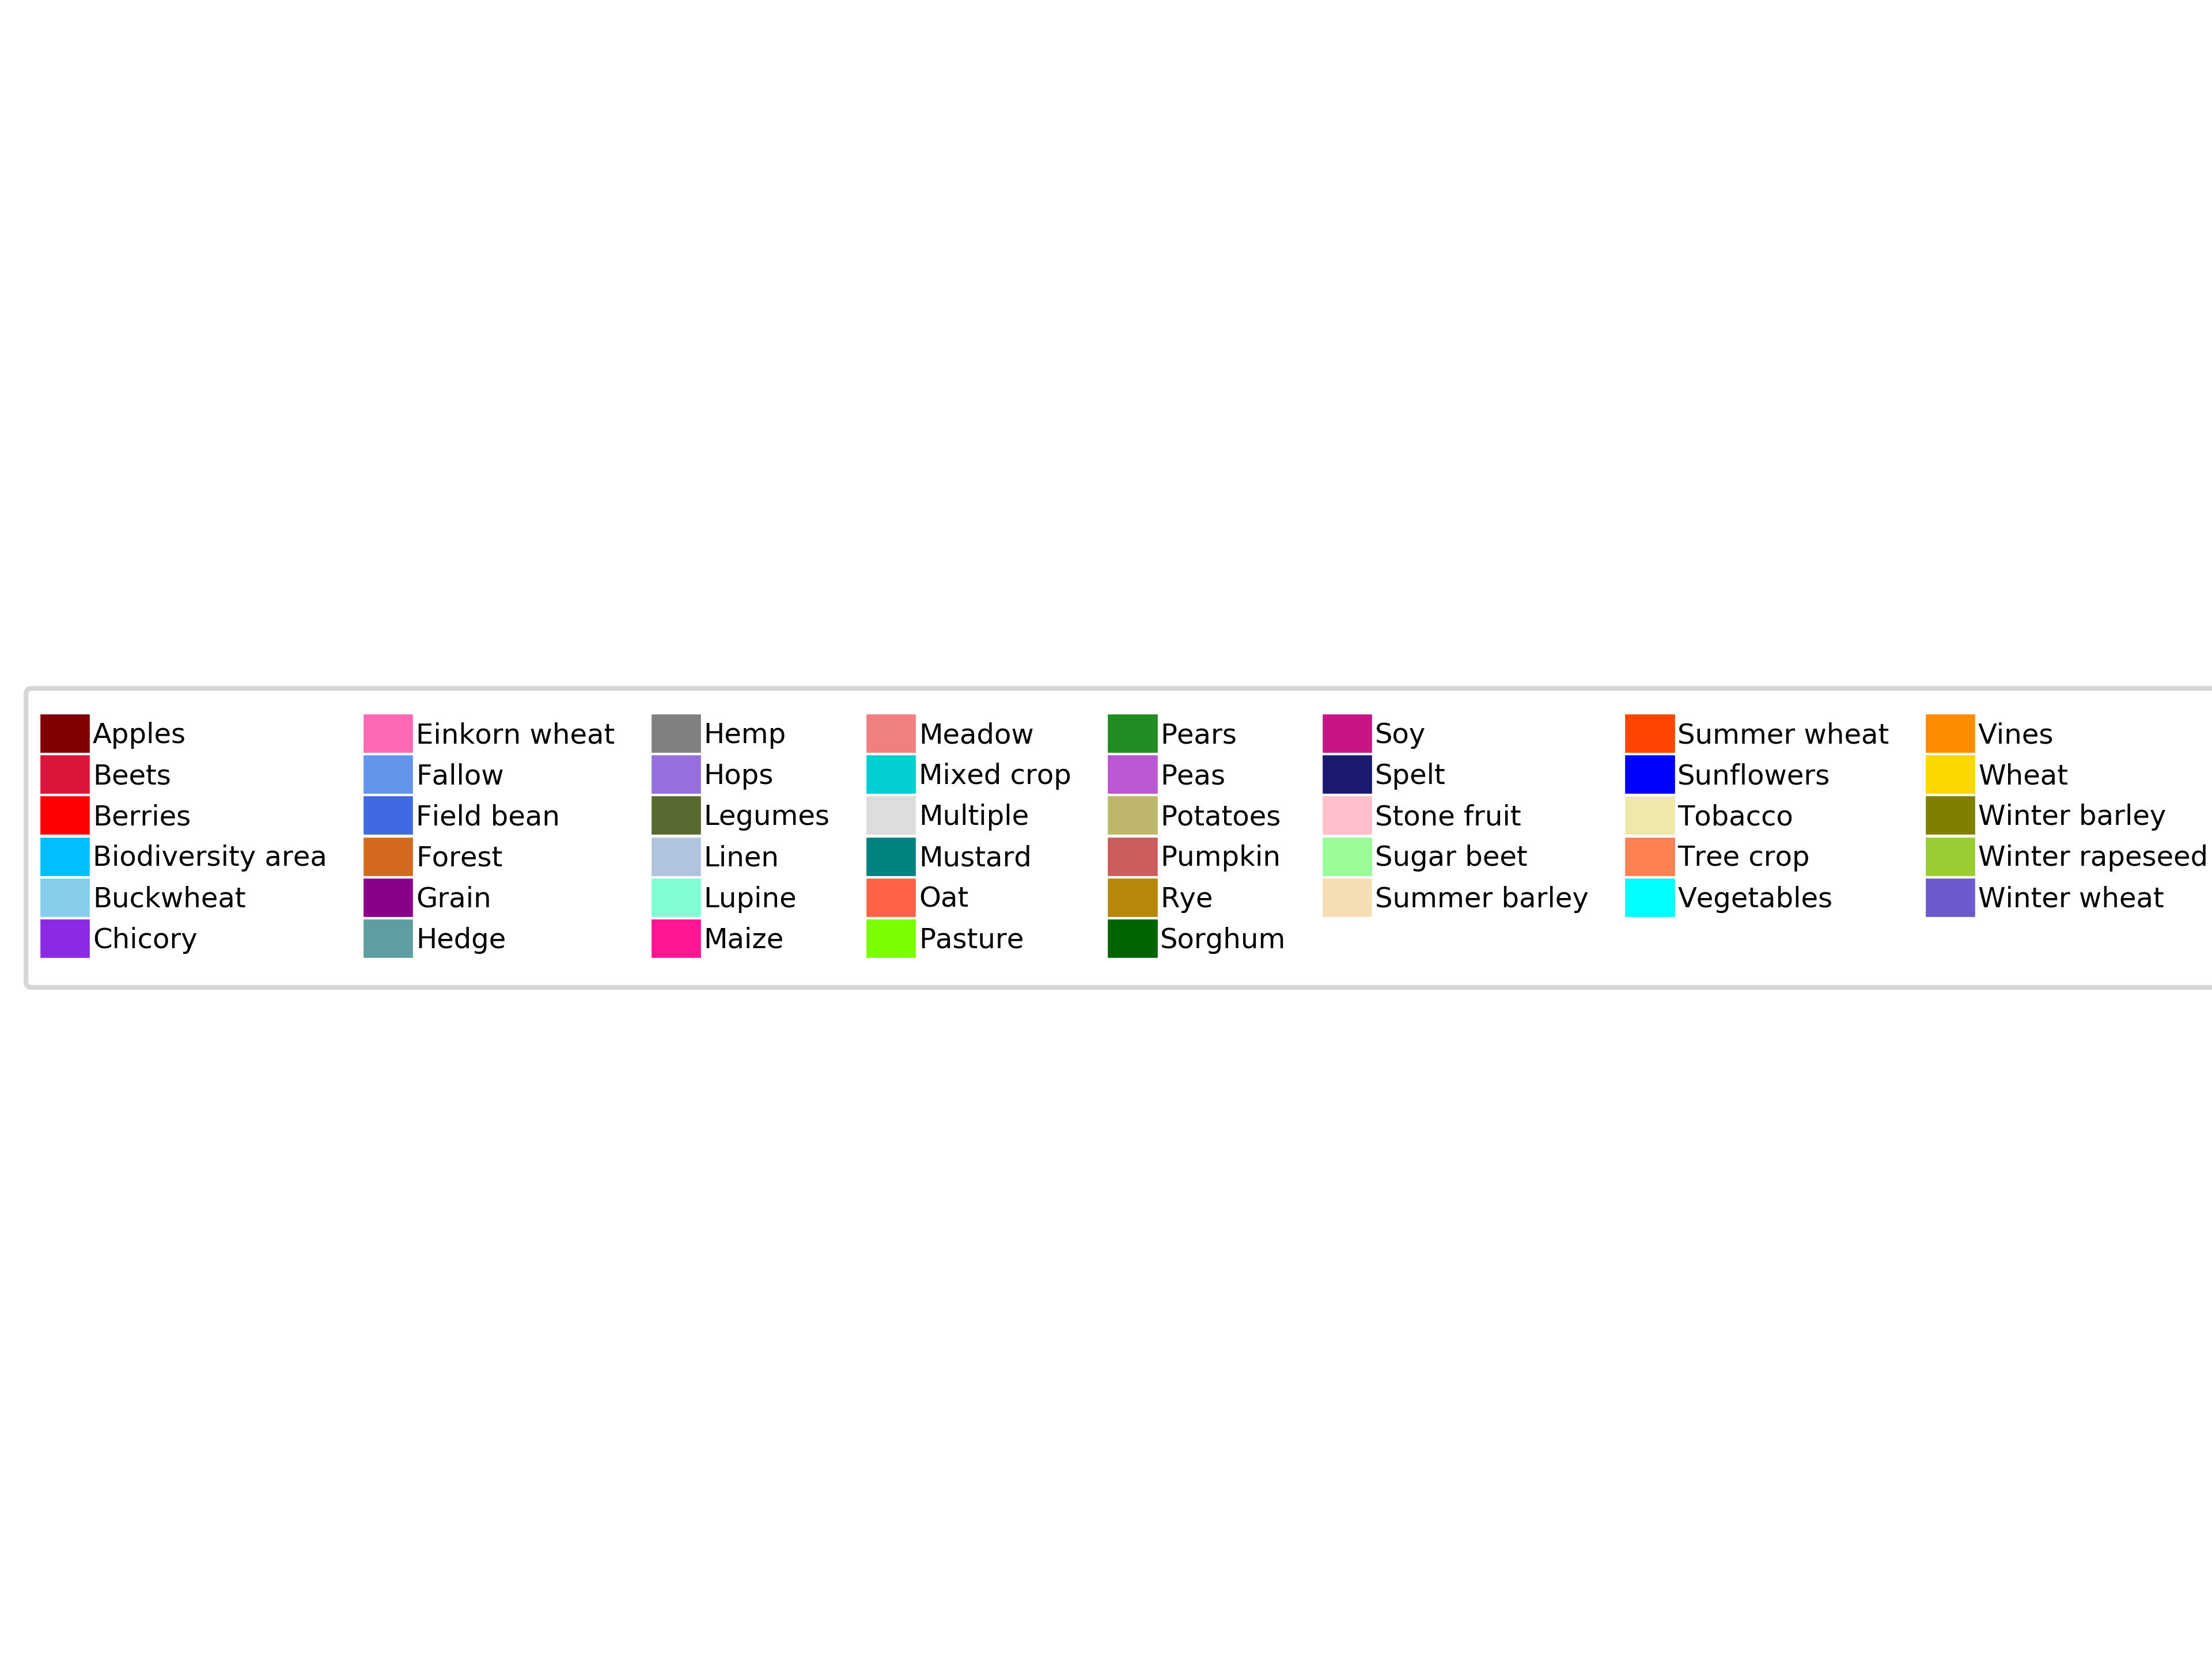 Apples
Beets
Berries
Biodiversity area
Buckwheat
Chicory
Einkorn wheat
Fallow
Field bean
Forest
Grain
Hedge
Hemp
Hops
Legumes
Linen
Lupine
Maize
Meadow
Mixed crop
Multiple
Mustard
Oat
Pasture
Pears
Peas
Potatoes
Pumpkin
Rye
Sorghum
Soy
Spelt
Stone fruit
Sugar beet
Summer barley
Summer wheat
Sunflowers
Tobacco
Tree crop
Vegetables
Vines
Wheat
Winter barley
Winter rapeseed
Winter wheat